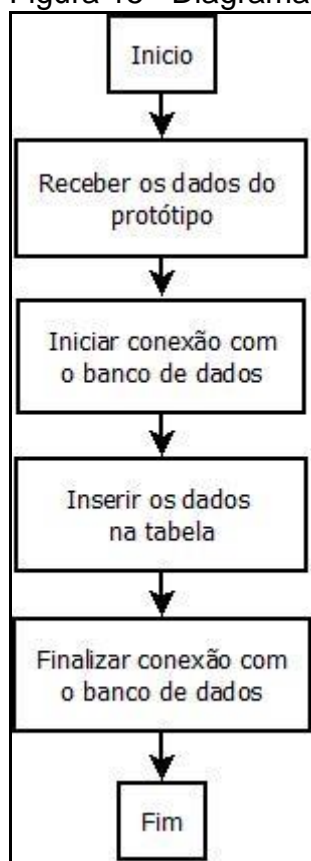 Figura - Diagrama
Inicio
Receber os dados do
protótipo
Iniciar conexão com
o banco de dados
Inserir os dados
na tabela
Finalizar conexão com
o banco de dados
Fim